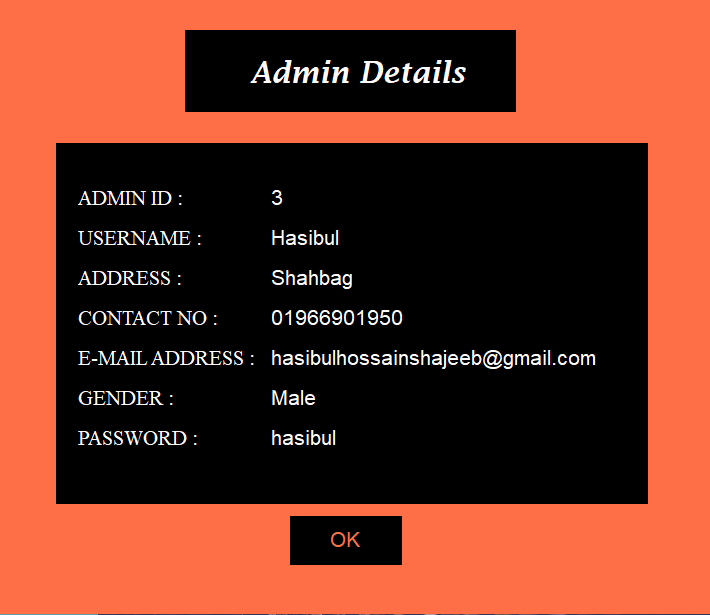 Admin Details
ADMIN ID : 3
USERNAME : Hasibul
ADDRESS : Shahbag
CONTACT NO : 01966901950
E-MAIL ADDRESS : hasibulhossainshajeeb@gmail.com
GENDER : Male
PASSWORD : hasibul
OK